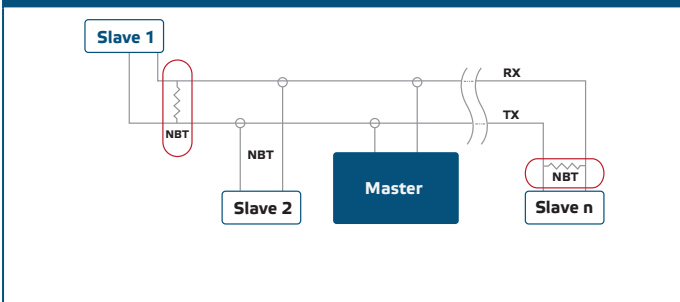 Slave 1
RX
TX
NBT
NBT
NBT
Master
Slave 2
Slave n